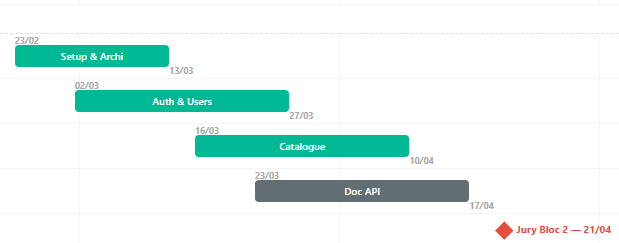 23/02
Setup & Archi
13/03
02/03
Auth & Users
27/03
16/03
Catalogue
10/04
23/03
Doc API
17/04
Jury Bloc 2 — 21/04